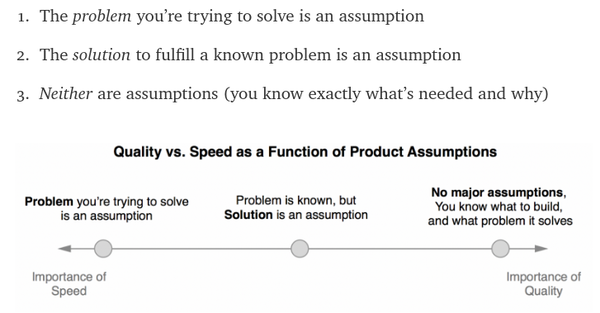 1. The problem you’re trying to solve is an assumption
2. The solution to fulfill a known problem is an assumption
3. Neither are assumptions (you know exactly what’s needed and why)
Quality vs. Speed as a Function of Product Assumptions
Problem you’re trying to solve
is an assumption
Problem is known, but
Solution is an assumption
No major assumptions,
You know what to build,
and what problem it solves
Importance of
Speed
Importance of
Quality